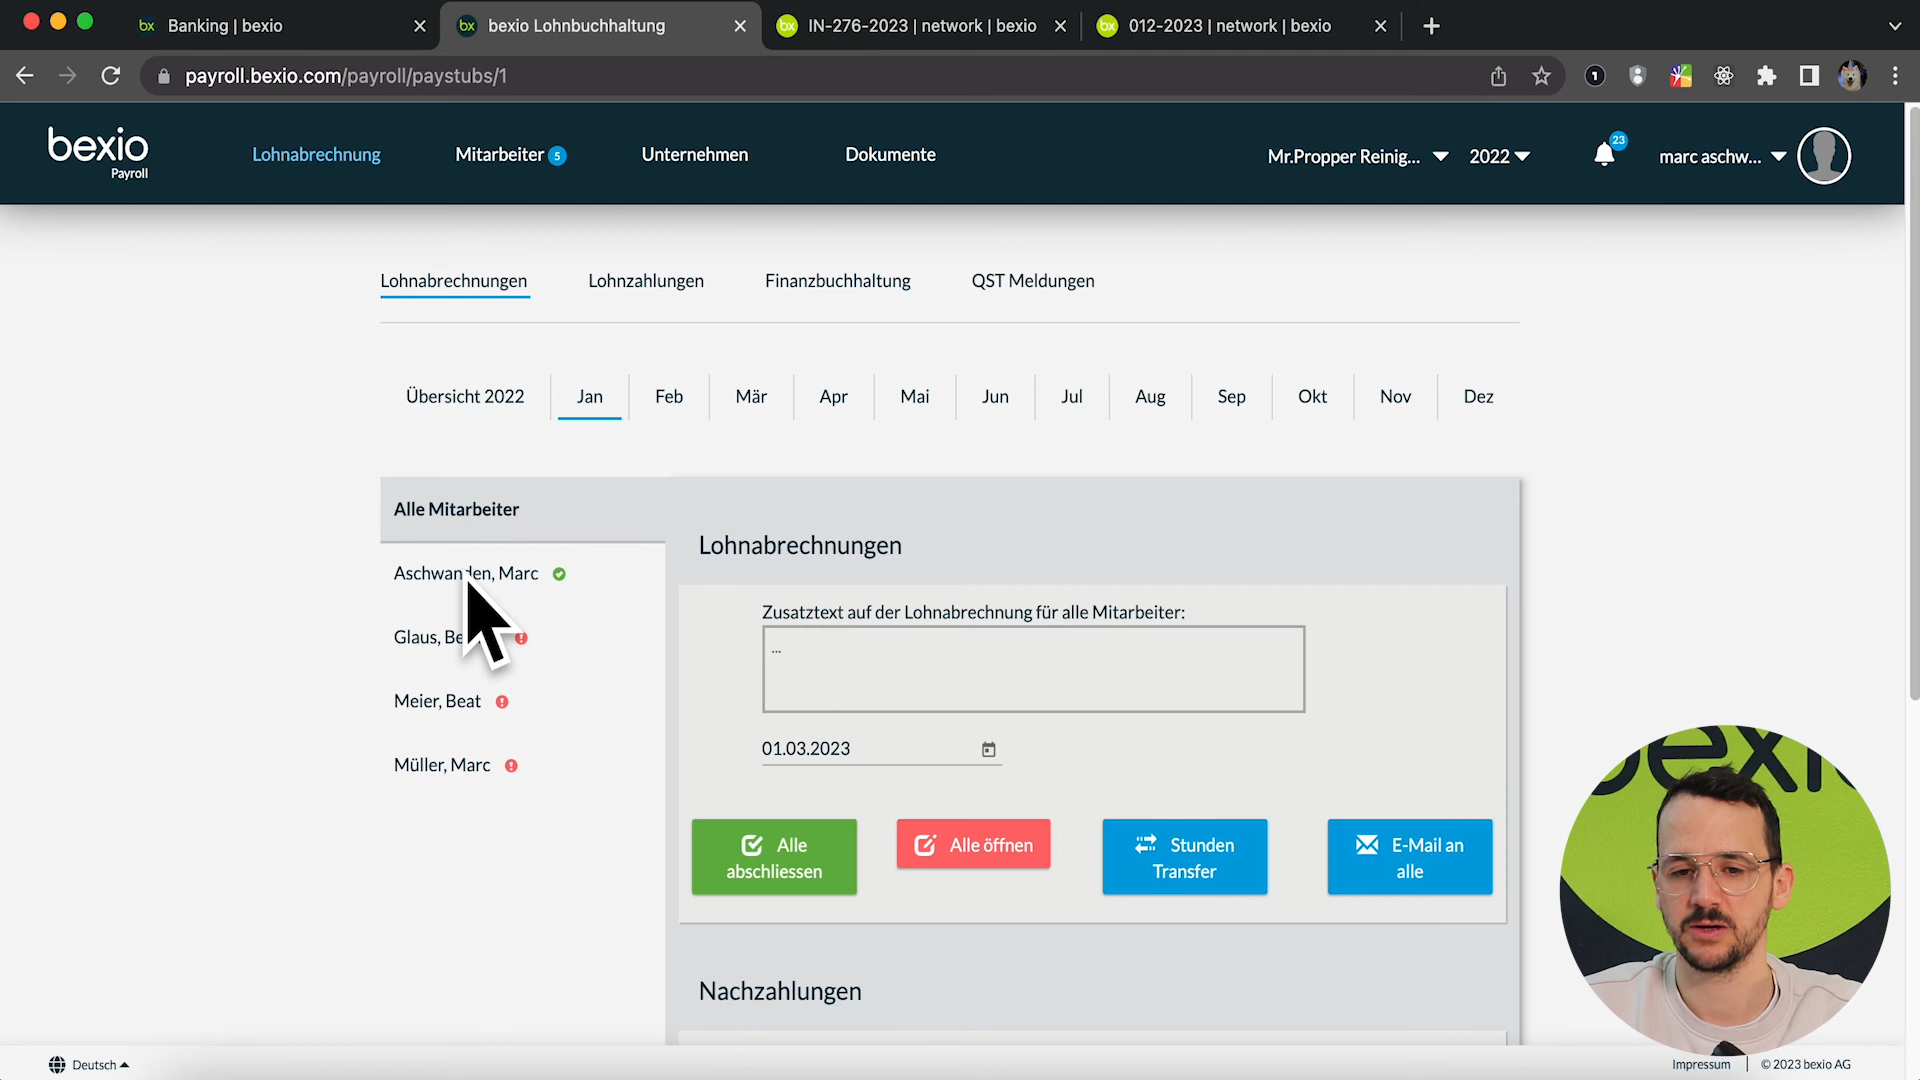 Banking | bexio
bexio Lohnbuchhaltung
IN-276-2023 | network | bexio
012-2023 | network | bexio
payroll.bexio.com/payroll/paystubs/1
bexio
Payroll
Lohnabrechnung
Mitarbeiter 5
Unternehmen
Dokumente
Mr.Propper Reinig...
2022
23
marc aschw...
Lohnabrechnungen
Lohnzahlungen
Finanzbuchhaltung
QST Meldungen
Übersicht 2022
Jan
Feb
Mär
Apr
Mai
Jun
Jul
Aug
Sep
Okt
Nov
Dez
Alle Mitarbeiter
Aschwanden, Marc
Glaus, Be
Meier, Beat
Müller, Marc
Lohnabrechnungen
Zusatztext auf der Lohnabrechnung für alle Mitarbeiter:
...
01.03.2023
Alle
abschliessen
Alle öffnen
Stunden
Transfer
E-Mail an
alle
Nachzahlungen
bexio
Deutsch
Impressum
© 2023 bexio AG